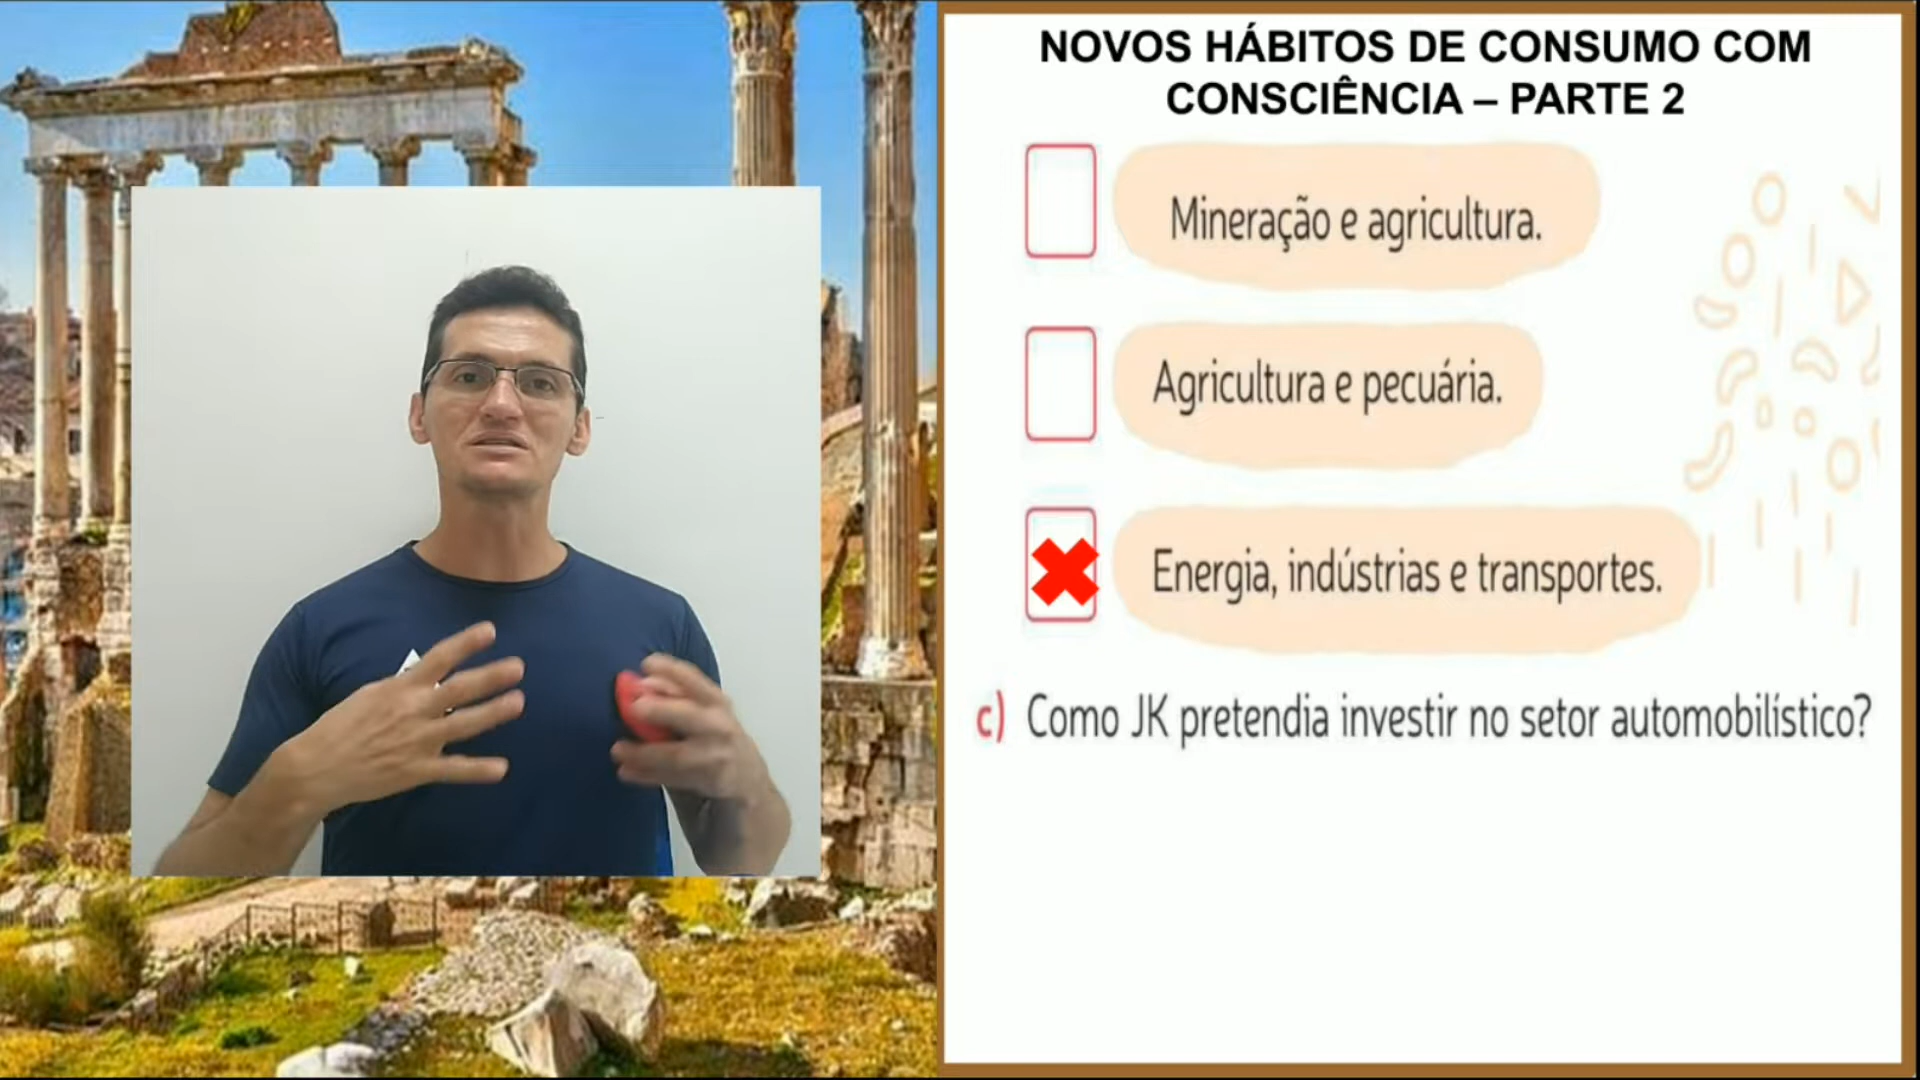 NOVOS HÁBITOS DE CONSUMO COM
CONSCIÊNCIA – PARTE 2
Mineração e agricultura.
Agricultura e pecuária.
Energia, indústrias e transportes.
c) Como JK pretendia investir no setor automobilístico?